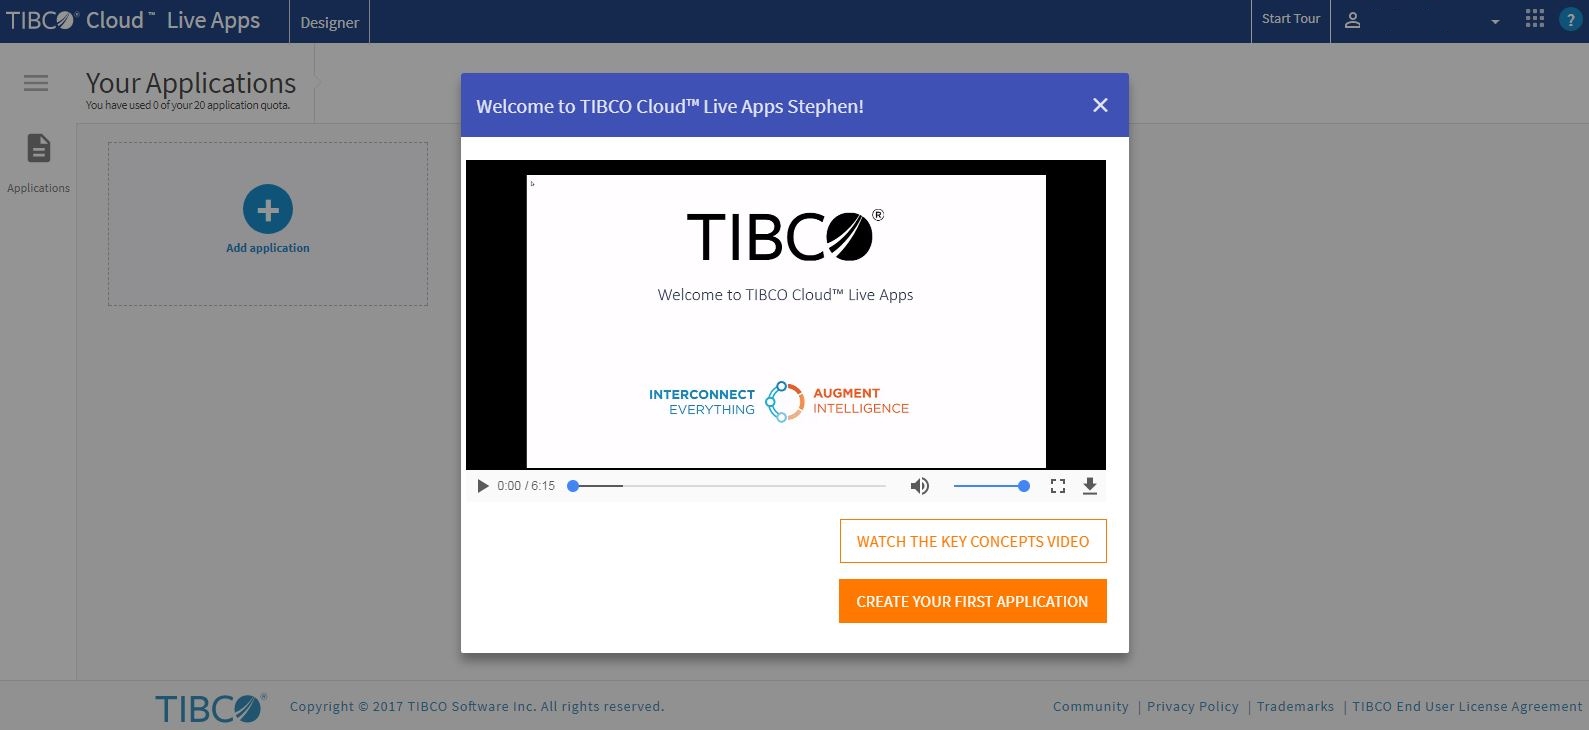 TIBCO® Cloud™ Live Apps
Designer
Start Tour
?
Your Applications
You have used 0 of your 20 application quota.
Applications
Add application
Welcome to TIBCO Cloud™ Live Apps Stephen!
TIBCO®
Welcome to TIBCO Cloud™ Live Apps
INTERCONNECT
EVERYTHING
AUGMENT
INTELLIGENCE
0:00 / 6:15
WATCH THE KEY CONCEPTS VIDEO
CREATE YOUR FIRST APPLICATION
TIBCO®
Copyright © 2017 TIBCO Software Inc. All rights reserved.
Community | Privacy Policy | Trademarks | TIBCO End User License Agreement